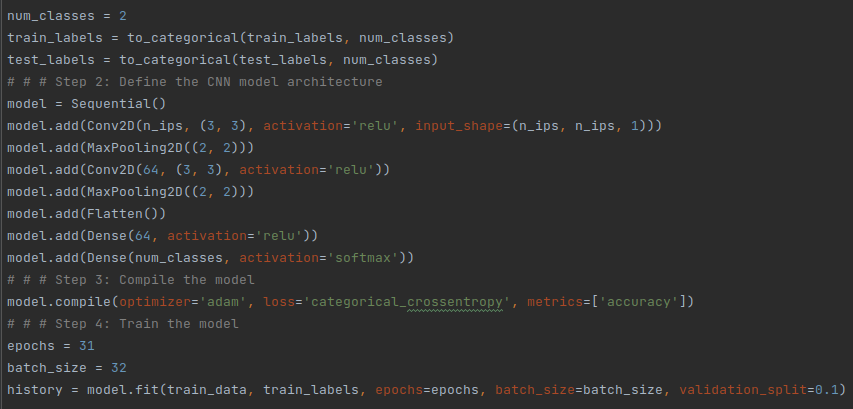 num_classes = 2
train_labels = to_categorical(train_labels, num_classes)
test_labels = to_categorical(test_labels, num_classes)
# # # Step 2: Define the CNN model architecture
model = Sequential()
model.add(Conv2D(n_ips, (3, 3), activation='relu', input_shape=(n_ips, n_ips, 1)))
model.add(MaxPooling2D((2, 2)))
model.add(Conv2D(64, (3, 3), activation='relu'))
model.add(MaxPooling2D((2, 2)))
model.add(Flatten())
model.add(Dense(64, activation='relu'))
model.add(Dense(num_classes, activation='softmax'))
# # # Step 3: Compile the model
model.compile(optimizer='adam', loss='categorical_crossentropy', metrics=['accuracy'])
# # # Step 4: Train the model
epochs = 31
batch_size = 32
history = model.fit(train_data, train_labels, epochs=epochs, batch_size=batch_size, validation_split=0.1)